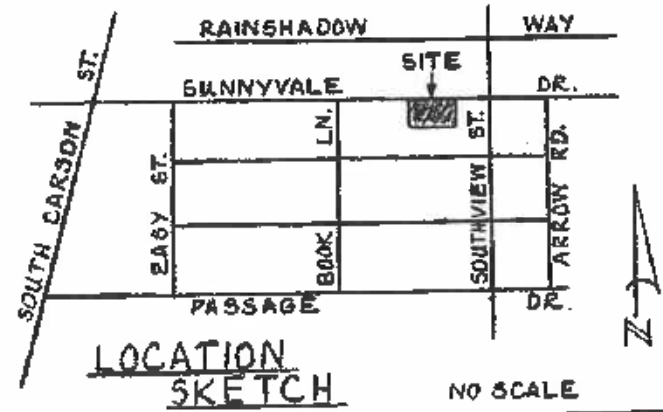 RAINSHADOW WAY
SITE
SUNNYVALE DR.
SOUTH CARSON ST.
EASY ST.
BOOK LN.
SOUTHVIEW ST.
ARROW RD.
PASSAGE DR.
N
LOCATION
SKETCH
NO SCALE